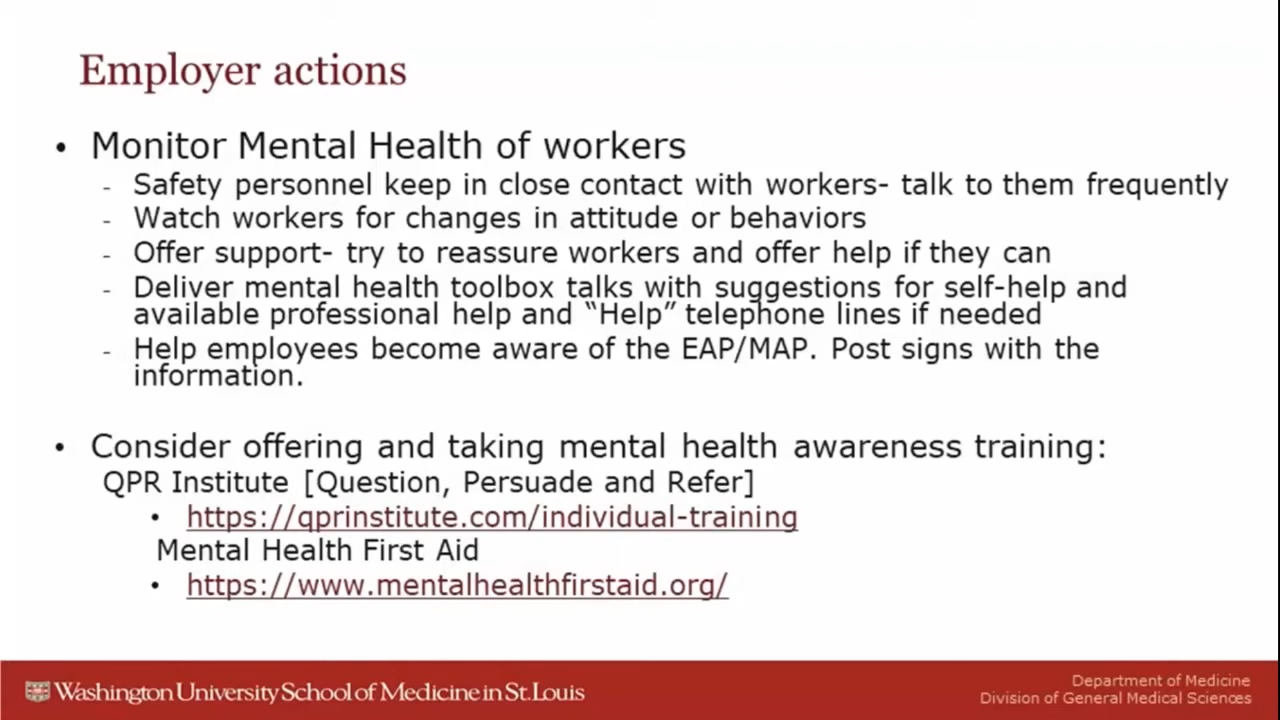 Employer actions
• Monitor Mental Health of workers
- Safety personnel keep in close contact with workers- talk to them frequently
- Watch workers for changes in attitude or behaviors
- Offer support- try to reassure workers and offer help if they can
- Deliver mental health toolbox talks with suggestions for self-help and
available professional help and “Help” telephone lines if needed
- Help employees become aware of the EAP/MAP. Post signs with the
information.
• Consider offering and taking mental health awareness training:
QPR Institute [Question, Persuade and Refer]
• https://qprinstitute.com/individual-training
Mental Health First Aid
• https://www.mentalhealthfirstaid.org/
Washington University School of Medicine in St. Louis
Department of Medicine
Division of General Medical Sciences